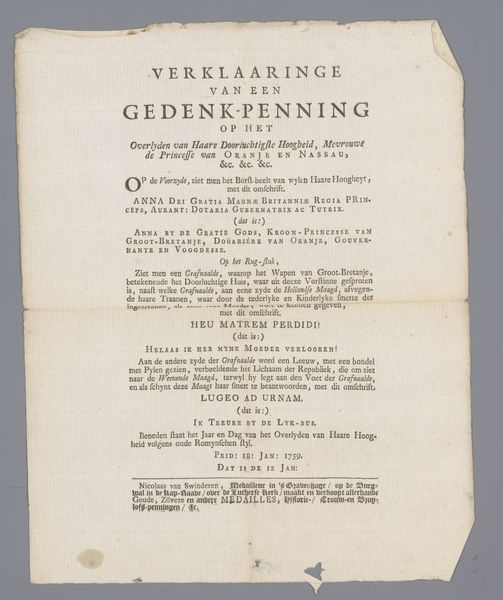 VERKLAARINGE
VAN EEN
GEDENK-PENNING
OP HET
Overlyden van Haare Doorluchtigste Hoogheid, Mevrouwe
de Princesse van ORANJE EN NASSAU,
&c. &c. &c.
OP de Voorzyde, ziet men het Borst-beelt van wyln Haare Hoogheyt,
met dit omschrift.
ANNA DEI GRATIA MAGNÆ BRITANNIÆ REGIA PRIN-
CEPS, AURANT: DOTARIA GUBERNATRIX AC TUTRIX.
(dat is:)
ANNA BY DE GRATIE GODS, KROON-PRINCESSE VAN
GROOT-BRETANJE, DOUARIÉRE VAN ORANJE, GOUVER-
NANTE EN VOOGDESSE.
Op het Rug-stuk,
Ziet men een Grafnaalde, waarop het Wapen van Groot-Bretanje,
betekenende het Doorluchtige Huis, waar uit deeze Vorstinne gesproten
is, naast welke Grafnaalde, aan eene zyde de Hollandse Maagd, afvegen-
de haare Traanen, waar door de tederlyke en Kinderlyke smerte der
te kennen gegeven,
met dit omschrift.
HEU MATREM PERDIDI!
(dat is:)
HELAAS IK HEB MYNE MOEDER VERLOOREN!
Aan de andere zyde der Grafnaalde word een Leeuw, met een bondel
met Pylen gezien, verbeeldende het Lichaam der Republiek, die om ziet
naar de Weenende Maagd, terwyl hy legt aan den Voet der Grafnaalde,
en als schynt deze Maagt haar smert te beantwoorden, met dit omschrift.
LUGEO AD URNAM.
(dat is:)
IK TREURE BY DE LYK-BUS.
Beneden staat het Jaar en Dag van het Overlyden van Haare Hoog-
heid volgens oude Romynschen styl.
PRID: ID: JAN: 1759.
DAT IS DE 12 JAN:
Nicolaas van Swinderen, Medailleur in 's Gravenhage / op de Burg-
wal in de Kap-Raave / over de Lutherse Kerk / maakt en verkoopt allerhande
Goude, Zilvere en andere MEDAILLES, Historie- / Trouw-en Bruy-
lofs-penningen / &c.